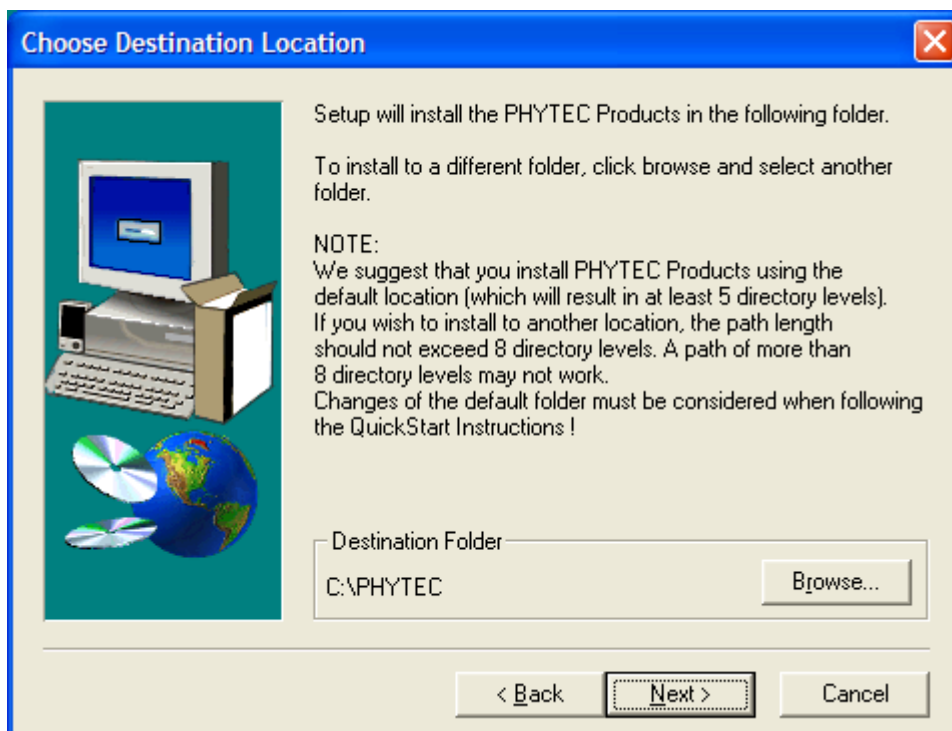 Choose Destination Location
Setup will install the PHYTEC Products in the following folder.
To install to a different folder, click browse and select another
folder.
NOTE:
We suggest that you install PHYTEC Products using the
default location (which will result in at least 5 directory levels).
If you wish to install to another location, the path length
should not exceed 8 directory levels. A path of more than
8 directory levels may not work.
Changes of the default folder must be considered when following
the QuickStart Instructions !
Destination Folder
C:\PHYTEC
Browse...
< Back
Next >
Cancel